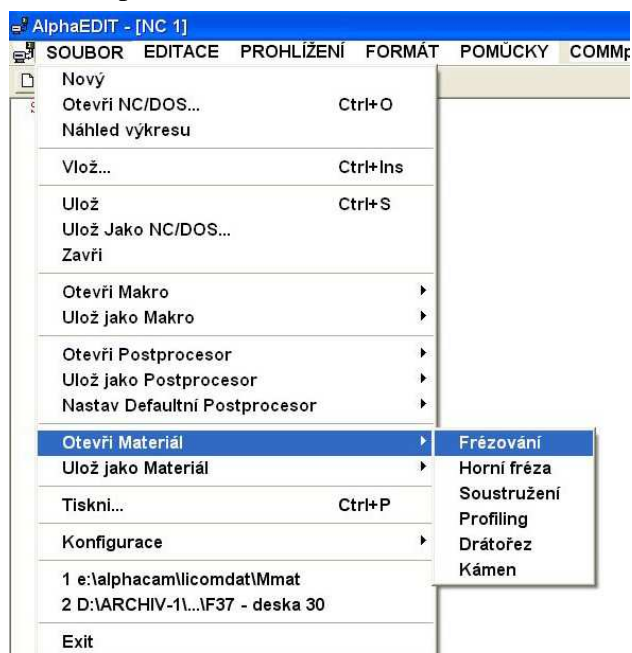 AlphaEDIT - [NC 1]
SOUBOR EDITACE PROHLÍŽENÍ FORMÁT POMŮCKY COMMp
Nový
Otevři NC/DOS... Ctrl+O
Náhled výkresu
Vlož... Ctrl+Ins
Ulož Ctrl+S
Ulož Jako NC/DOS...
Zavři
Otevři Makro
Ulož jako Makro
Otevři Postprocesor
Ulož jako Postprocesor
Nastav Defaultní Postprocesor
Otevři Materiál Frézování
Ulož jako Materiál Horní fréza
Soustružení
Tiskni... Ctrl+P
Profiling
Konfigurace Drátořez
Kámen
1 e:\alphacam\licomdat\Mmat
2 D:\ARCHIV-1\...\F37 - deska 30
Exit